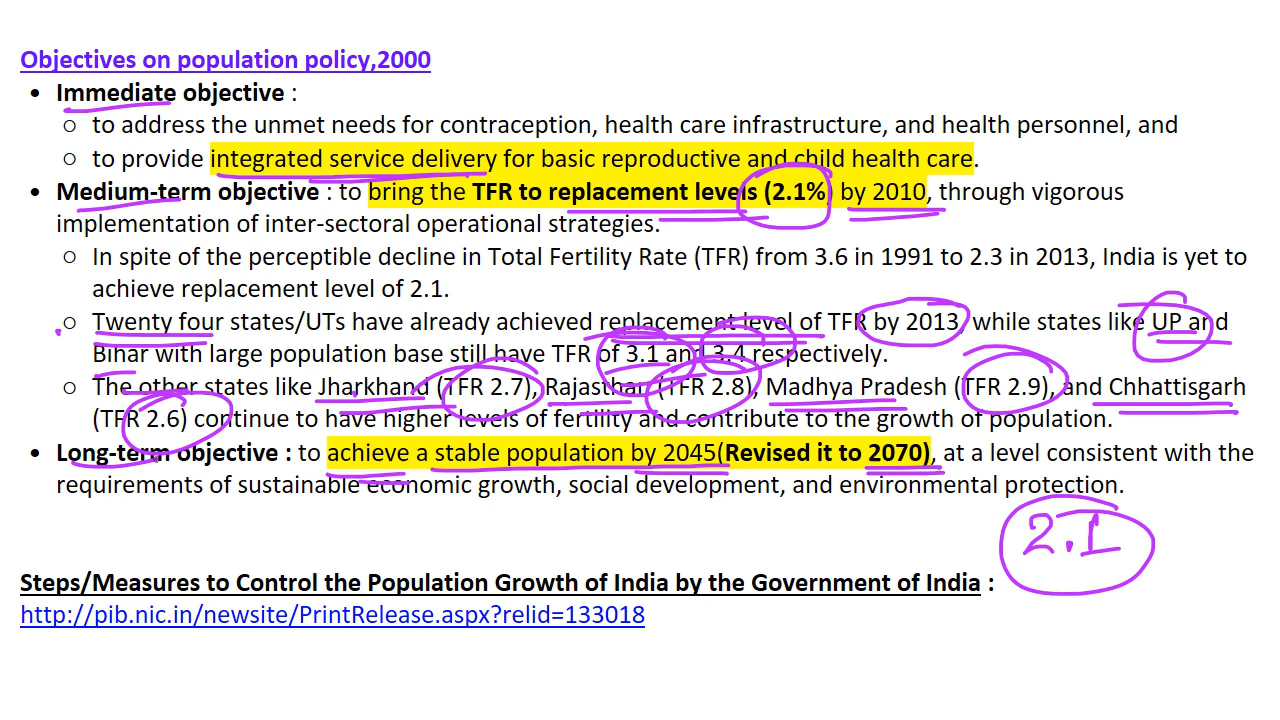 Objectives on population policy,2000
• Immediate objective :
○ to address the unmet needs for contraception, health care infrastructure, and health personnel, and
○ to provide integrated service delivery for basic reproductive and child health care.
• Medium-term objective : to bring the TFR to replacement levels (2.1%) by 2010, through vigorous
implementation of inter-sectoral operational strategies.
○ In spite of the perceptible decline in Total Fertility Rate (TFR) from 3.6 in 1991 to 2.3 in 2013, India is yet to
achieve replacement level of 2.1.
○ Twenty four states/UTs have already achieved replacement level of TFR by 2013, while states like UP and
Bihar with large population base still have TFR of 3.1 and 3.4 respectively.
○ The other states like Jharkhand (TFR 2.7), Rajasthan (TFR 2.8), Madhya Pradesh (TFR 2.9), and Chhattisgarh
(TFR 2.6) continue to have higher levels of fertility and contribute to the growth of population.
• Long-term objective : to achieve a stable population by 2045(Revised it to 2070), at a level consistent with the
requirements of sustainable economic growth, social development, and environmental protection.
2.1
Steps/Measures to Control the Population Growth of India by the Government of India :
http://pib.nic.in/newsite/PrintRelease.aspx?relid=133018